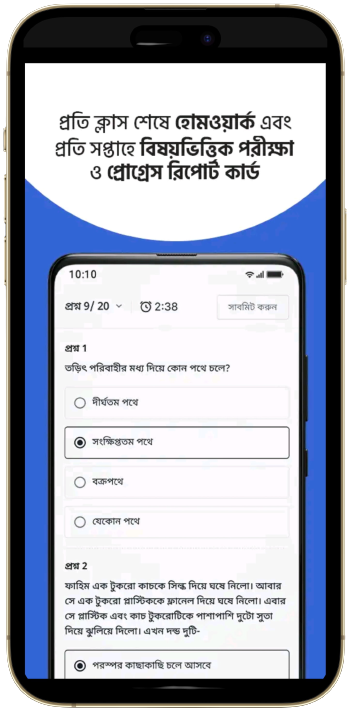 প্রতি ক্লাস শেষে হোমওয়ার্ক এবং
প্রতি সপ্তাহে বিষয়ভিত্তিক পরীক্ষা
ও প্রোগ্রেস রিপোর্ট কার্ড
10:10
প্রশ্ন 9/ 20
2:38
সাবমিট করুন
প্রশ্ন 1
তড়িৎ পরিবাহীর মধ্য দিয়ে কোন পথে চলে?
দীর্ঘতম পথে
সংক্ষিপ্ততম পথে
বক্রপথে
যেকোন পথে
প্রশ্ন 2
ফাহিম এক টুকরো কাচকে সিল্ক দিয়ে ঘষে নিলো। আবার
সে এক টুকরো প্লাস্টিককে ফ্লানেল দিয়ে ঘষে নিলো। এবার
সে প্লাস্টিক এবং কাচ টুকরোটিকে পাশাপাশি দুটো সুতা
দিয়ে ঝুলিয়ে দিলো। এখন দন্ড দুটি-
পরস্পর কাছাকাছি চলে আসবে